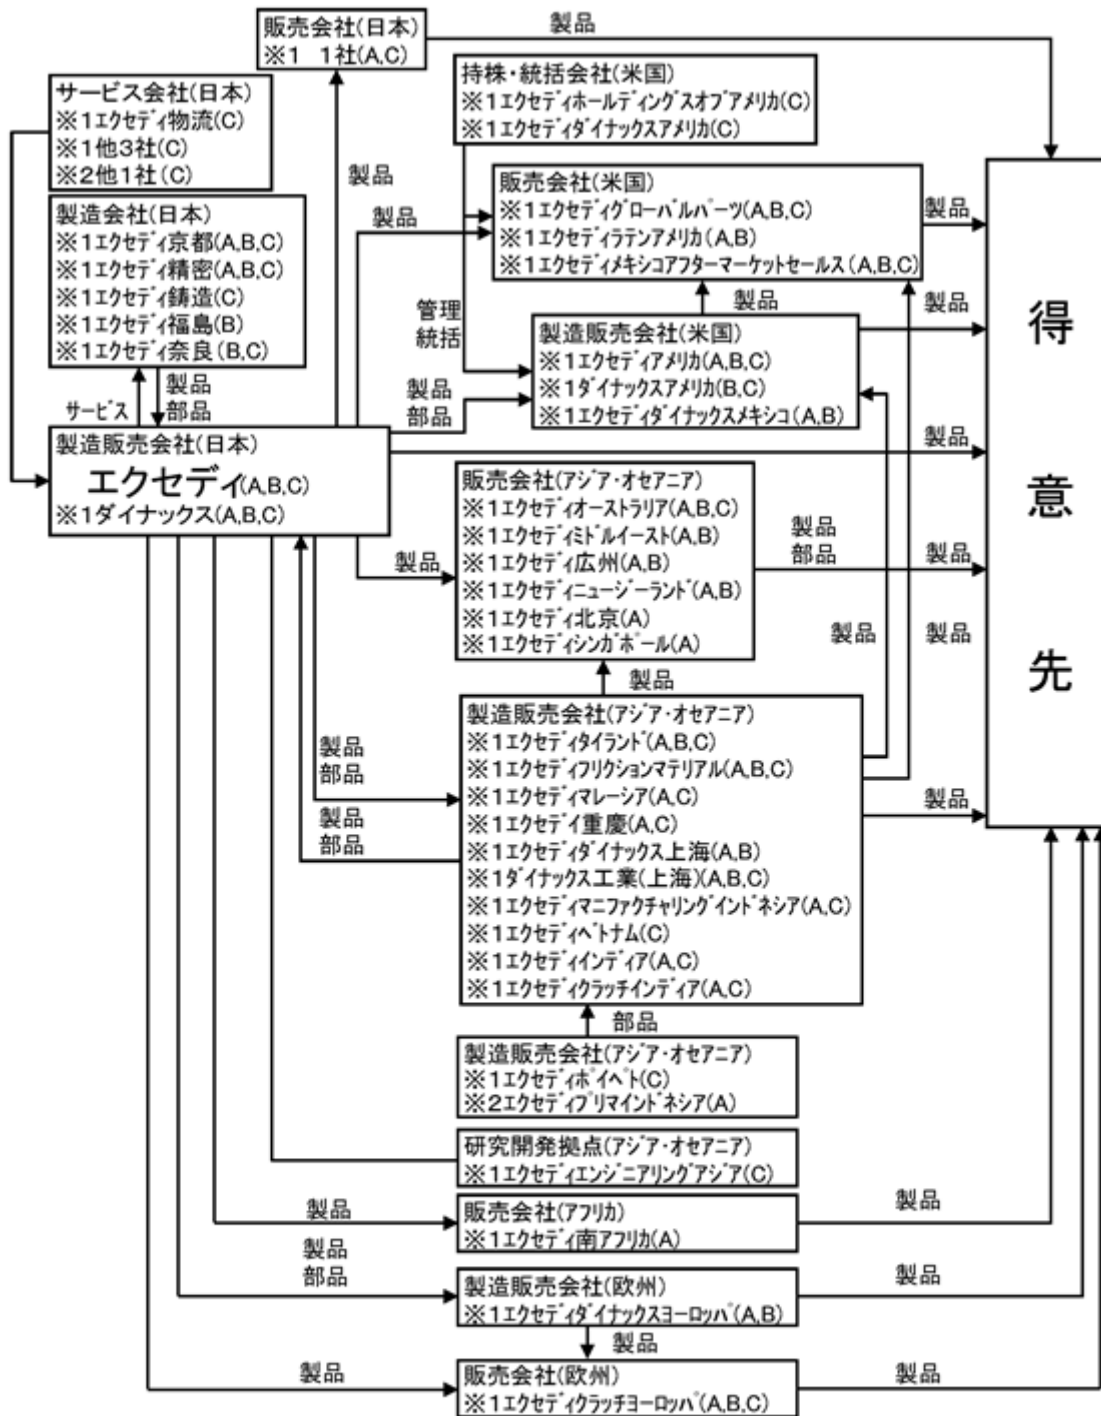 販売会社(日本)
※1 1社(A,C)
製品
持株・統括会社(米国)
※1エクセディホールディングスオブアメリカ(C)
※1エクセディダイナックスアメリカ(C)
サービス会社(日本)
※1エクセディ物流(C)
※1他3社(C)
※2他1社(C)
製品
製品
販売会社(米国)
※1エクセディグローバルパーツ(A,B,C)
※1エクセディラテンアメリカ(A,B)
※1エクセディメキシコアフターマーケットセールス(A,B,C)
製品
製造会社(日本)
※1エクセディ京都(A,B,C)
※1エクセディ精密(A,B,C)
※1エクセディ鋳造(C)
※1エクセディ福島(B)
※1エクセディ奈良(B,C)
管理
統括
製品
製造販売会社(米国)
※1エクセディアメリカ(A,B,C)
※1ダイナックスアメリカ(B,C)
※1エクセディダイナックスメキシコ(A,B)
製品
得意先
サービス
製品
部品
製品
部品
製造販売会社(日本)
エクセディ(A,B,C)
※1ダイナックス(A,B,C)
製品
製品
販売会社(アジア・オセアニア)
※1エクセディオーストラリア(A,B,C)
※1エクセディミドルイースト(A,B)
※1エクセディ広州(A,B)
※1エクセディニュージーランド(A,B)
※1エクセディ北京(A)
※1エクセディシンガポール(A)
製品
部品
製品
製品
製品
製品
製品
部品
製品
部品
製造販売会社(アジア・オセアニア)
※1エクセディタイランド(A,B,C)
※1エクセディフリクションマテリアル(A,B,C)
※1エクセディマレーシア(A,C)
※1エクセデイ重慶(A,C)
※1エクセディダイナックス上海(A,B)
※1ダイナックス工業(上海)(A,B,C)
※1エクセディマニファクチャリングインドネシア(A,C)
※1エクセディベトナム(C)
※1エクセディインディア(A,C)
※1エクセディクラッチインディア(A,C)
製品
部品
製造販売会社(アジア・オセアニア)
※1エクセディポイペト(C)
※2エクセディプリマインドネシア(A)
研究開発拠点(アジア・オセアニア)
※1エクセディエンジニアリングアジア(C)
製品
販売会社(アフリカ)
※1エクセディ南アフリカ(A)
製品
製品
部品
製造販売会社(欧州)
※1エクセディダイナックスヨーロッパ(A,B)
製品
製品
製品
販売会社(欧州)
※1エクセディクラッチヨーロッパ(A,B,C)
製品